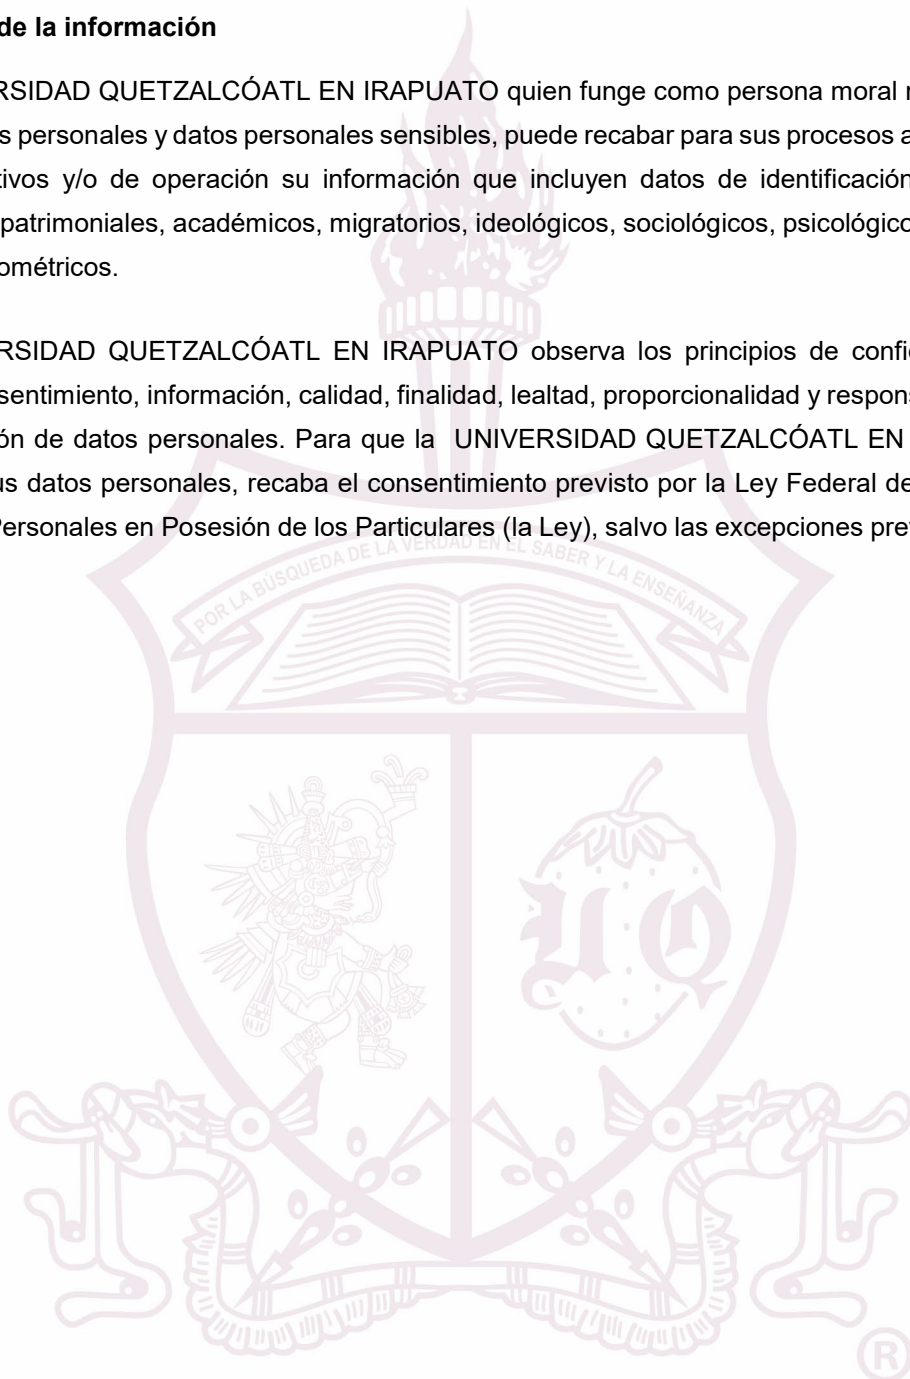 de la información
RSIDAD QUETZALCÓATL EN IRAPUATO quien funge como persona moral
s personales y datos personales sensibles, puede recabar para sus procesos a
tivos y/o de operación su información que incluyen datos de identificación
patrimoniales, académicos, migratorios, ideológicos, sociológicos, psicológico
ométricos.
RSIDAD QUETZALCÓATL EN IRAPUATO observa los principios de confi
sentimiento, información, calidad, finalidad, lealtad, proporcionalidad y respons
ón de datos personales. Para que la UNIVERSIDAD QUETZALCÓATL EN
us datos personales, recaba el consentimiento previsto por la Ley Federal de
Personales en Posesión de los Particulares (la Ley), salvo las excepciones prev
POR LA BÚSQUEDA DE LA VERDAD EN EL SABER Y LA ENSEÑANZA
UQ
®